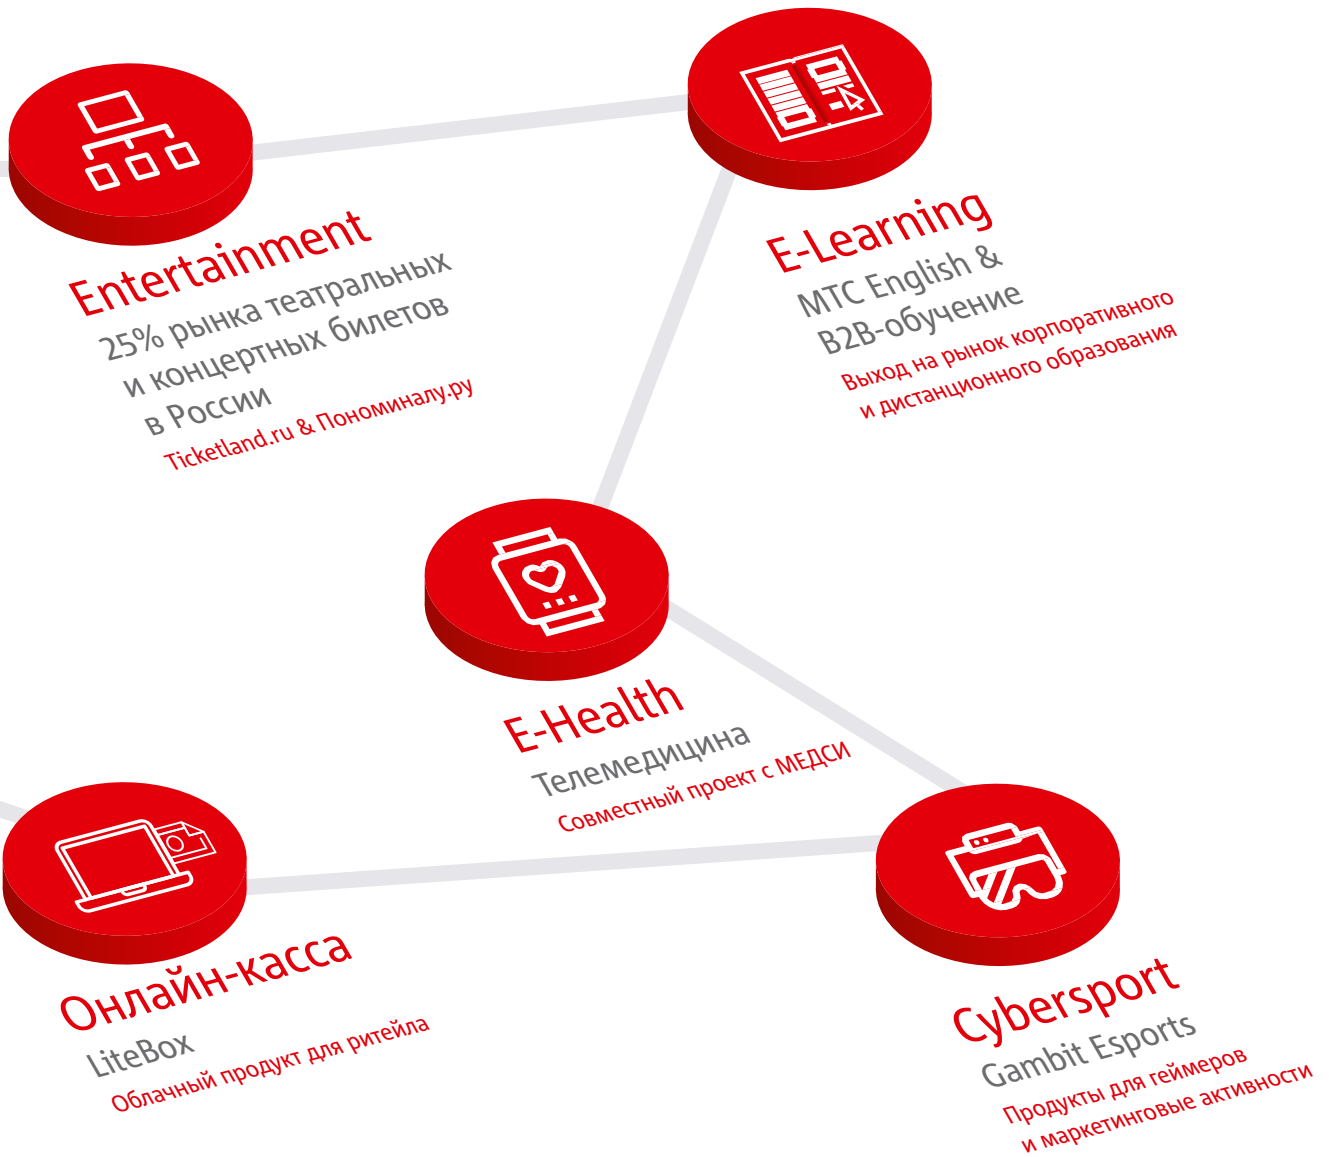 Entertainment
25% рынка театральных
и концертных билетов
в России
Ticketland.ru & Пономиналу.ру
E-Learning
МТС English &
B2B-обучение
Выход на рынок корпоративного
и дистанционного образования
E-Health
Телемедицина
Совместный проект с МЕДСИ
Онлайн-касса
LiteBox
Облачный продукт для ритейла
Cybersport
Gambit Esports
Продукты для геймеров
и маркетинговые активности